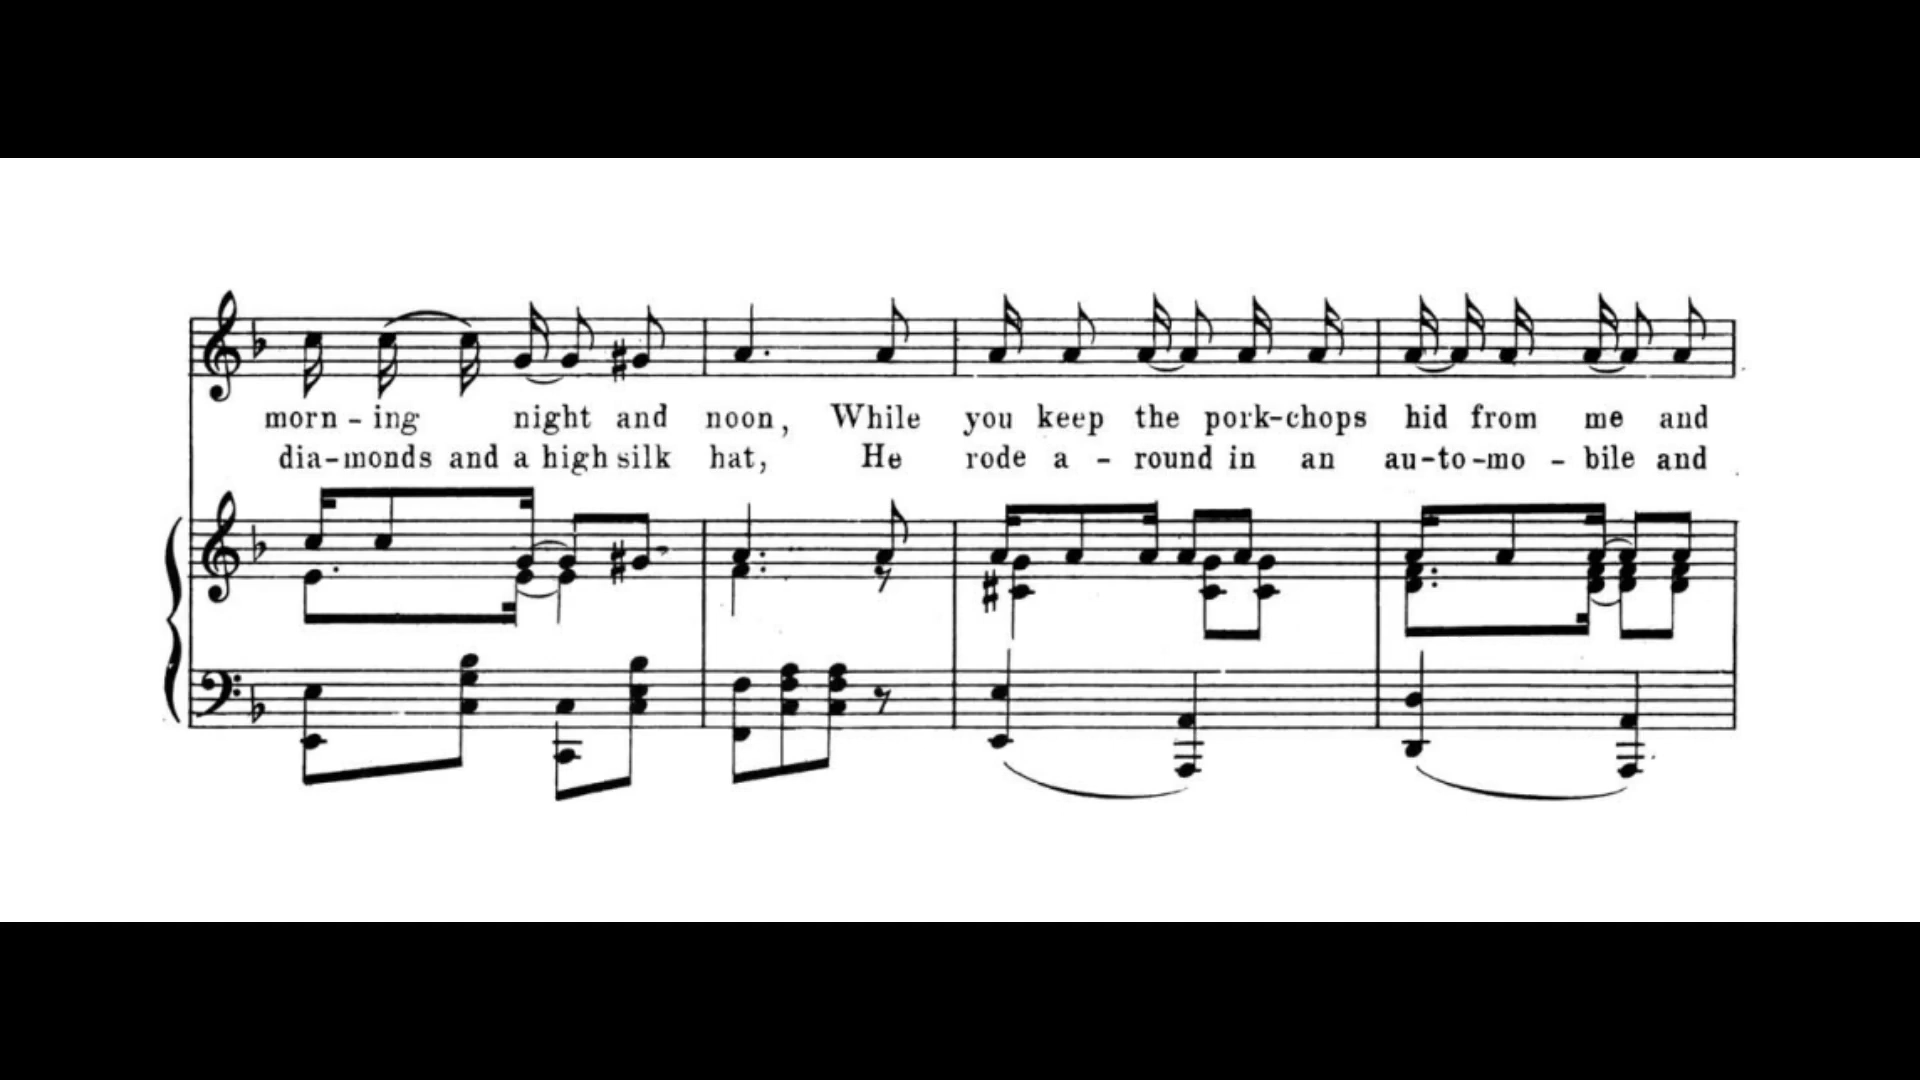 morn - ing night and noon, While you keep the pork-chops hid from me and
dia-monds and a high silk hat, He rode a - round in an au-to-mo - bile and